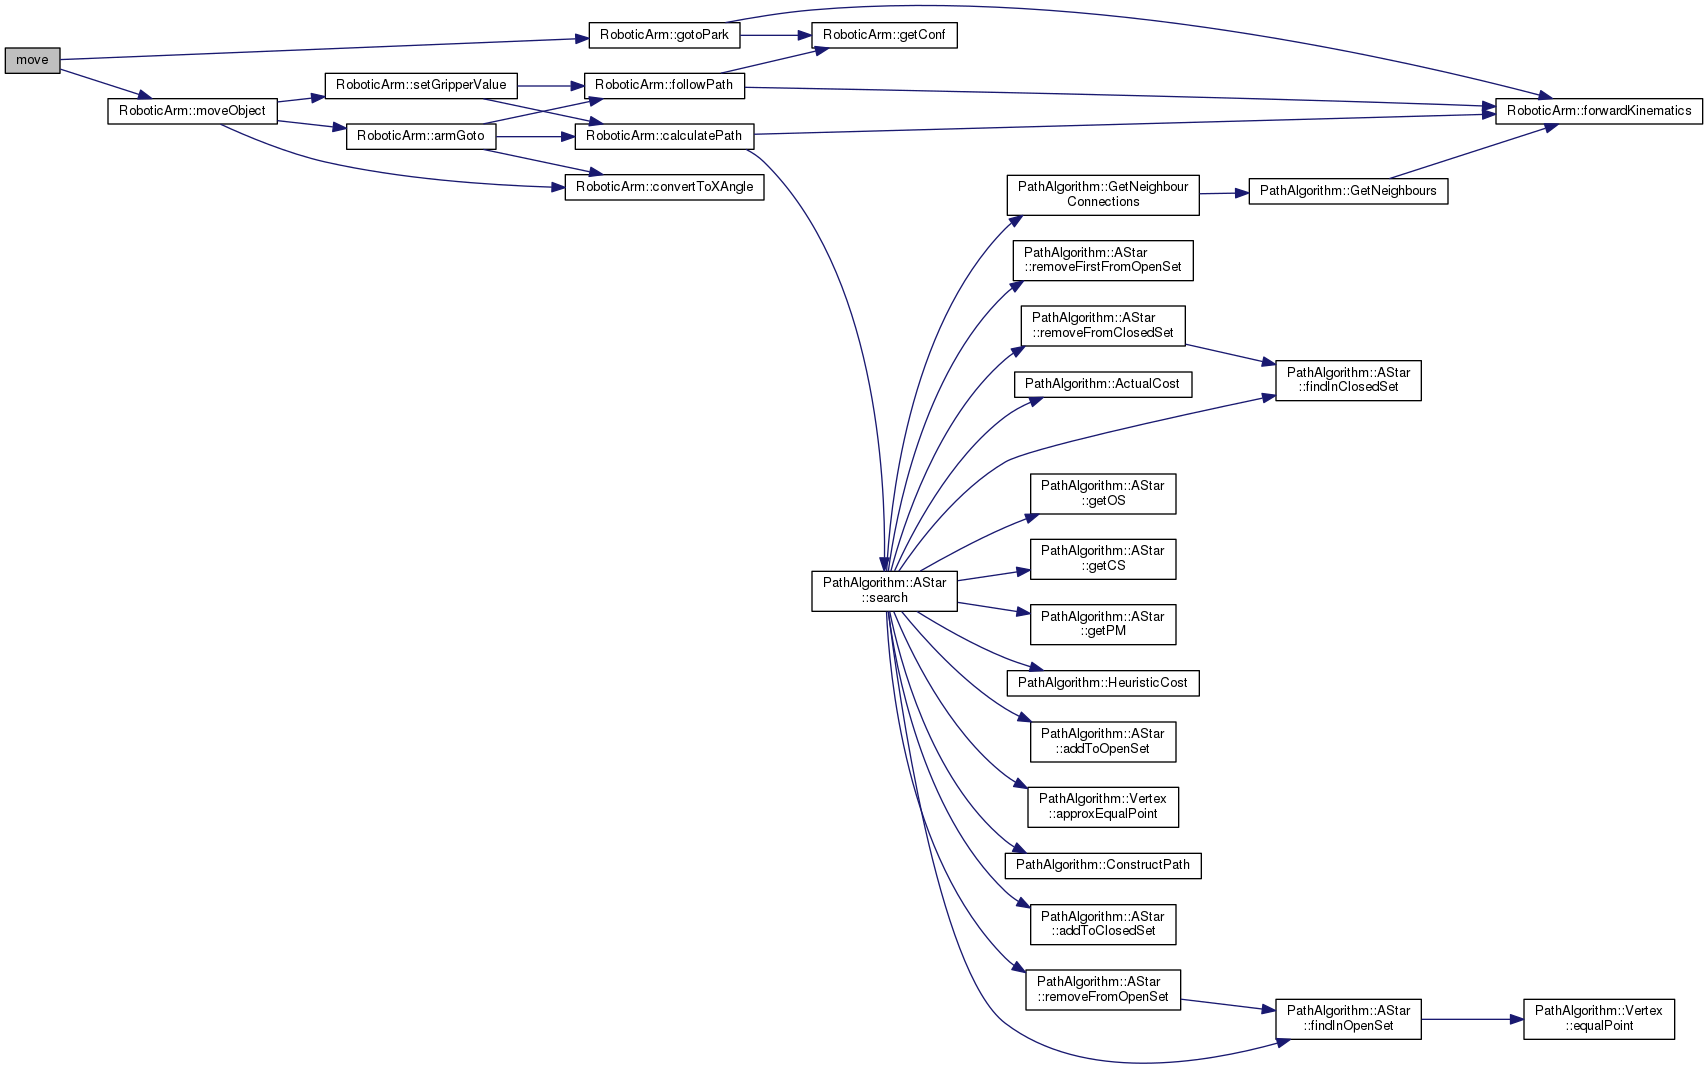 move
RoboticArm::gotoPark
RoboticArm::getConf
RoboticArm::setGripperValue
RoboticArm::followPath
RoboticArm::moveObject
RoboticArm::forwardKinematics
RoboticArm::armGoto
RoboticArm::calculatePath
RoboticArm::convertToXAngle
PathAlgorithm::GetNeighbour
Connections
PathAlgorithm::GetNeighbours
PathAlgorithm::AStar
::removeFirstFromOpenSet
PathAlgorithm::AStar
::removeFromClosedSet
PathAlgorithm::ActualCost
PathAlgorithm::AStar
::findInClosedSet
PathAlgorithm::AStar
::getOS
PathAlgorithm::AStar
::getCS
PathAlgorithm::AStar
::search
PathAlgorithm::AStar
::getPM
PathAlgorithm::HeuristicCost
PathAlgorithm::AStar
::addToOpenSet
PathAlgorithm::Vertex
::approxEqualPoint
PathAlgorithm::ConstructPath
PathAlgorithm::AStar
::addToClosedSet
PathAlgorithm::AStar
::removeFromOpenSet
PathAlgorithm::AStar
::findInOpenSet
PathAlgorithm::Vertex
::equalPoint